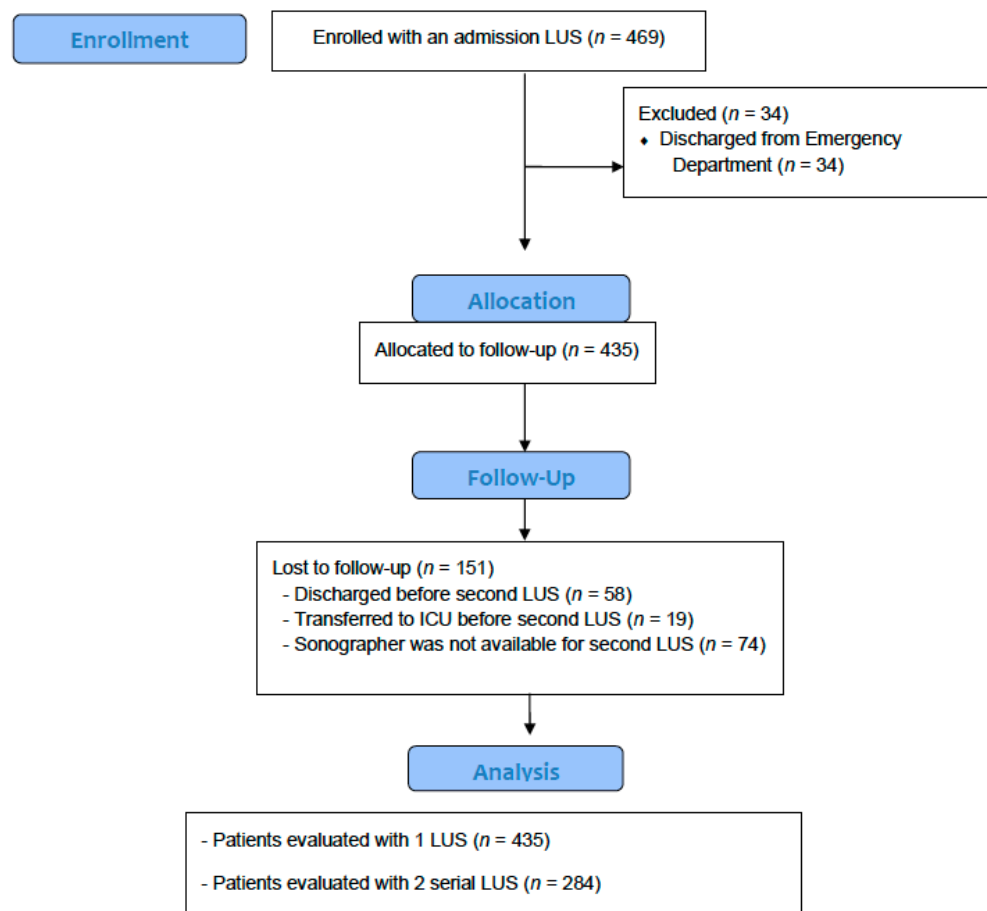 Enrollment
Enrolled with an admission LUS (n = 469)
Excluded (n = 34)
♦ Discharged from Emergency
Department (n = 34)
Allocation
Allocated to follow-up (n = 435)
Follow-Up
Lost to follow-up (n = 151)
- Discharged before second LUS (n = 58)
- Transferred to ICU before second LUS (n = 19)
- Sonographer was not available for second LUS (n = 74)
Analysis
- Patients evaluated with 1 LUS (n = 435)
- Patients evaluated with 2 serial LUS (n = 284)